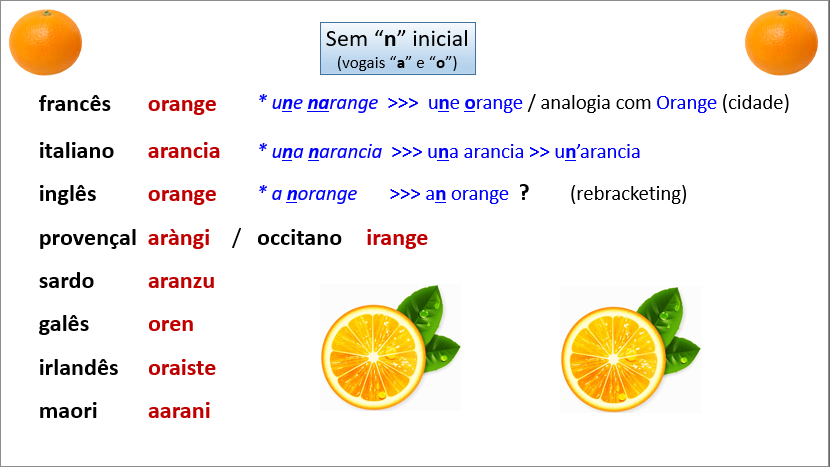 Sem “n” inicial
(vogais “a” e “o”)
francês orange * une narange >>> une orange / analogia com Orange (cidade)
italiano arancia * una narancia >>> una arancia >> un’arancia
inglês orange * a norange >>> an orange ? (rebracketing)
provençal aràngi / occitano irange
sardo aranzu
galês oren
irlandês oraiste
maori aarani